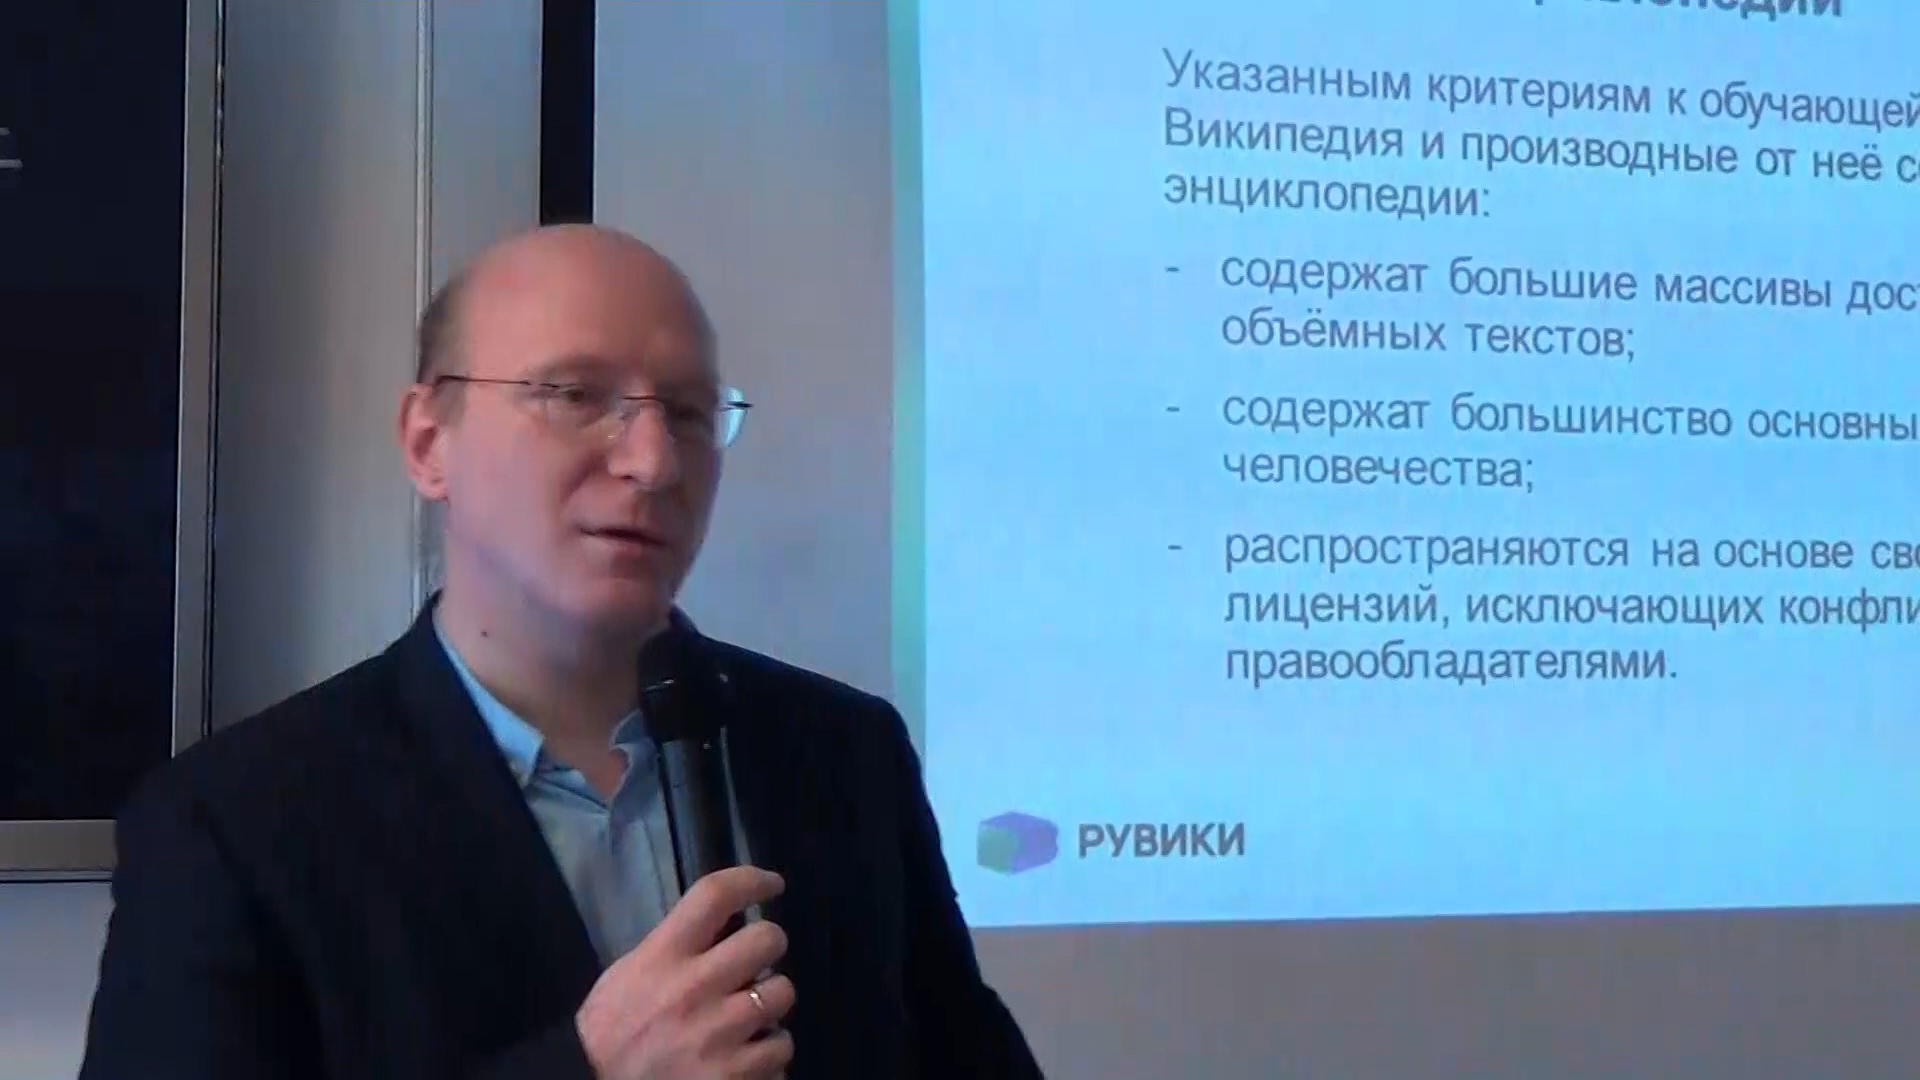 Указанным критериям к обучающей
Википедия и производные от неё
энциклопедии:
- содержат большие массивы
объёмных текстов;
- содержат большинство
человечества;
- распространяются на основе
лицензий, исключающих
правообладателями.
РУВИКИ